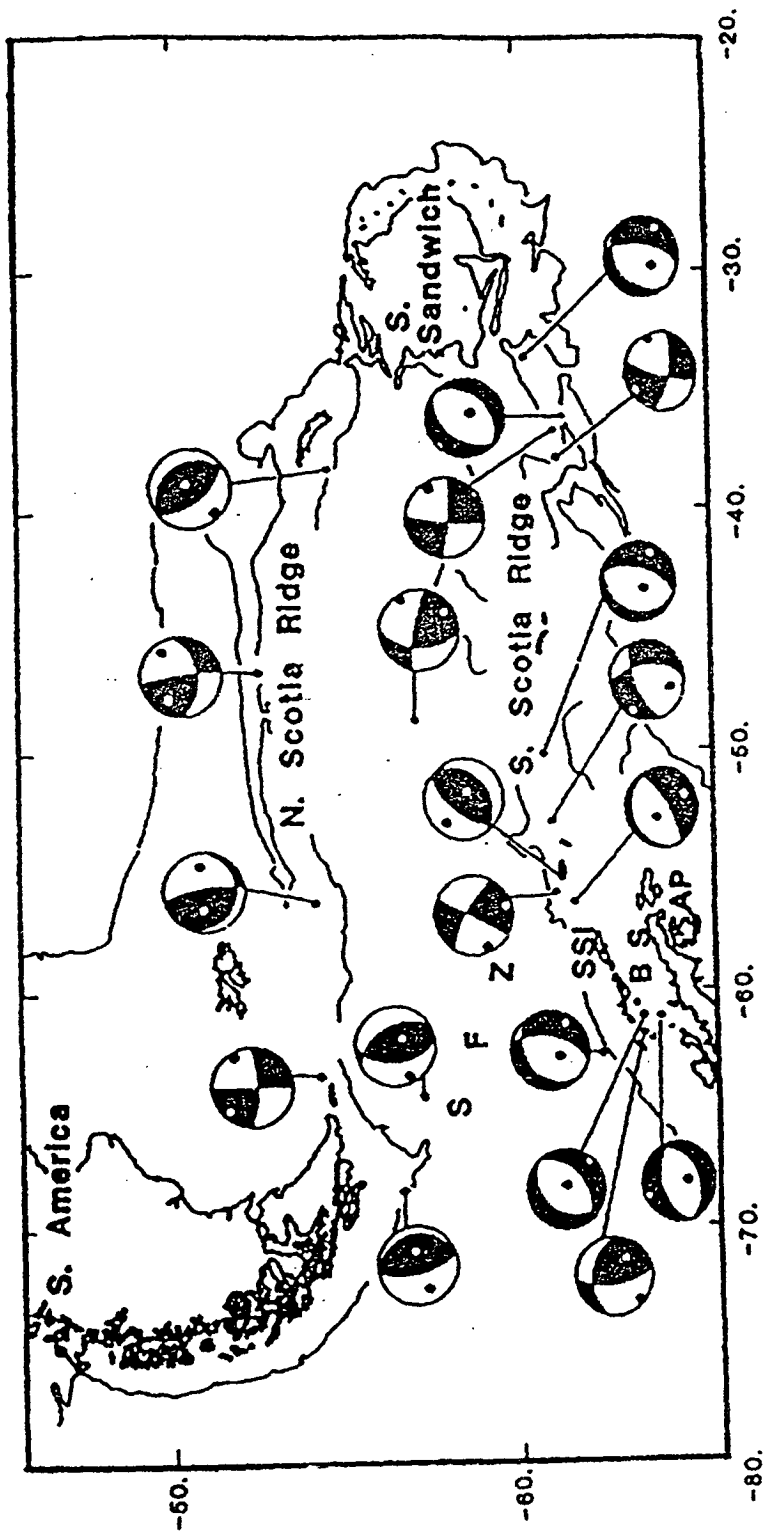 S. America
N. Scotia Ridge
S.
Sandwich
S. Scotia Ridge
S F Z
SSI
B S
AP
-50.
-60.
-80.
-70.
-60.
-50.
-40.
-30.
-20.